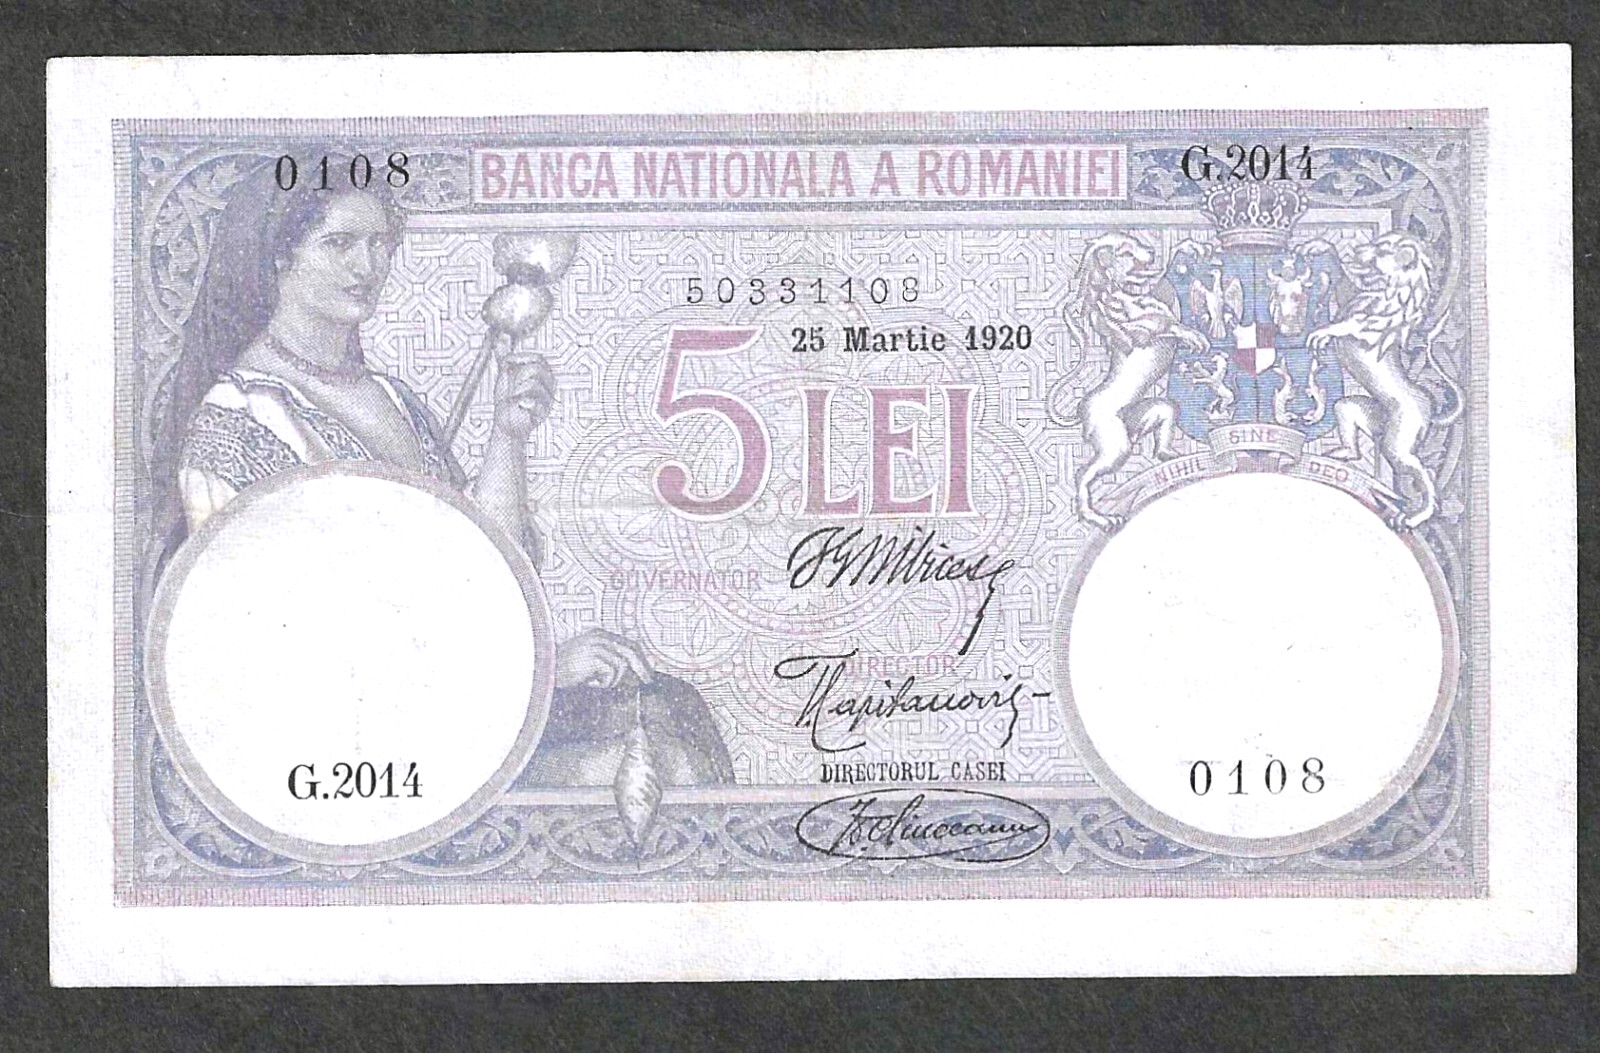 0108
BANCA NATIONALA A ROMÂNIEI
G.2014
50331108
25 Martie 1920
5 LEI
NIHIL SINE DEO
GUVERNATOR
DIRECTOR
DIRECTORUL CASEI
G.2014
0108